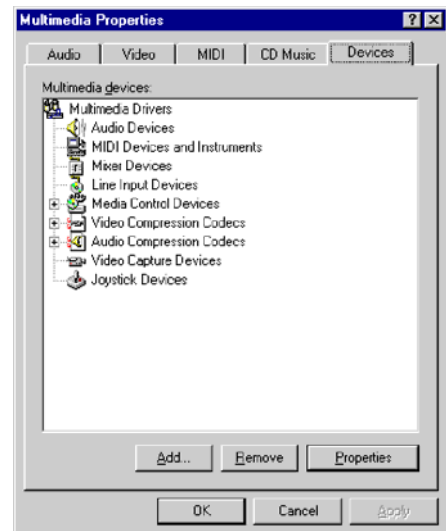 Multimedia Properties
Audio Video MIDI CD Music Devices
Multimedia devices:
Multimedia Drivers
Audio Devices
MIDI Devices and Instruments
Mixer Devices
Line Input Devices
Media Control Devices
Video Compression Codecs
Audio Compression Codecs
Video Capture Devices
Joystick Devices
Add... Remove Properties
OK Cancel Apply